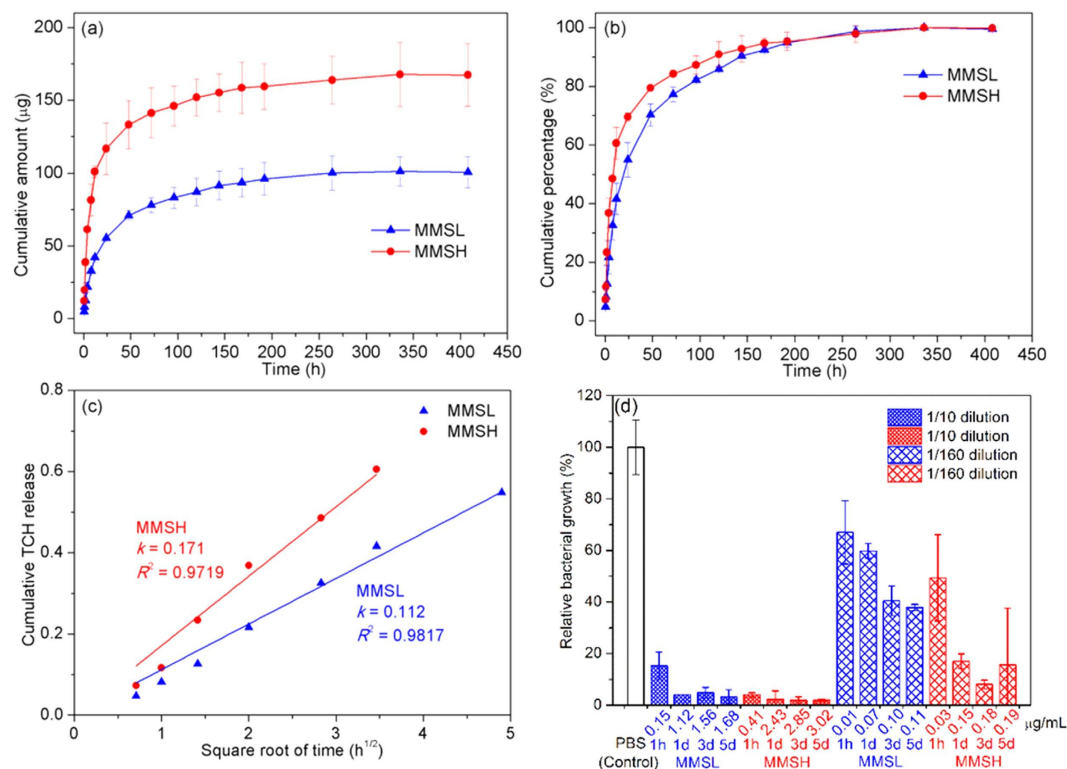 (a)
200
150
100
50
0
Cumulative amount (μg)
MMSL
MMSH
0 50 100 150 200 250 300 350 400 450
Time (h)
(b)
100
80
60
40
20
0
Cumulative percentage (%)
MMSL
MMSH
0 50 100 150 200 250 300 350 400 450
Time (h)
(c)
0.8
0.6
0.4
0.2
0.0
Cumulative TCH release
MMSL
MMSH
MMSH
k = 0.171
R² = 0.9719
MMSL
k = 0.112
R² = 0.9817
0 1 2 3 4 5
Square root of time (h^1/2)
(d)
120
100
80
60
40
20
0
Relative bacterial growth (%)
1/10 dilution
1/10 dilution
1/160 dilution
1/160 dilution
0.15 1.12 1.56 1.68 0.41 2.43 2.85 3.02 0.01 0.07 0.10 0.11 0.03 0.15 0.18 0.19 μg/mL
PBS 1h 1d 3d 5d 1h 1d 3d 5d 1h 1d 3d 5d 1h 1d 3d 5d
(Control) MMSL MMSH MMSL MMSH